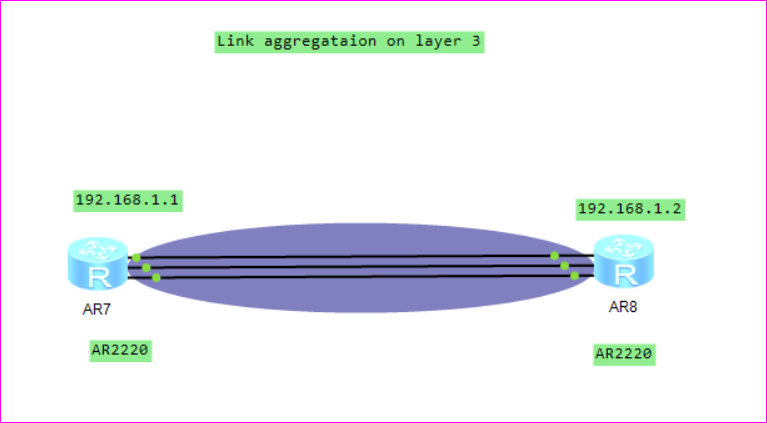 Link aggregataion on layer 3
192.168.1.1
192.168.1.2
R
R
AR7
AR8
AR2220
AR2220